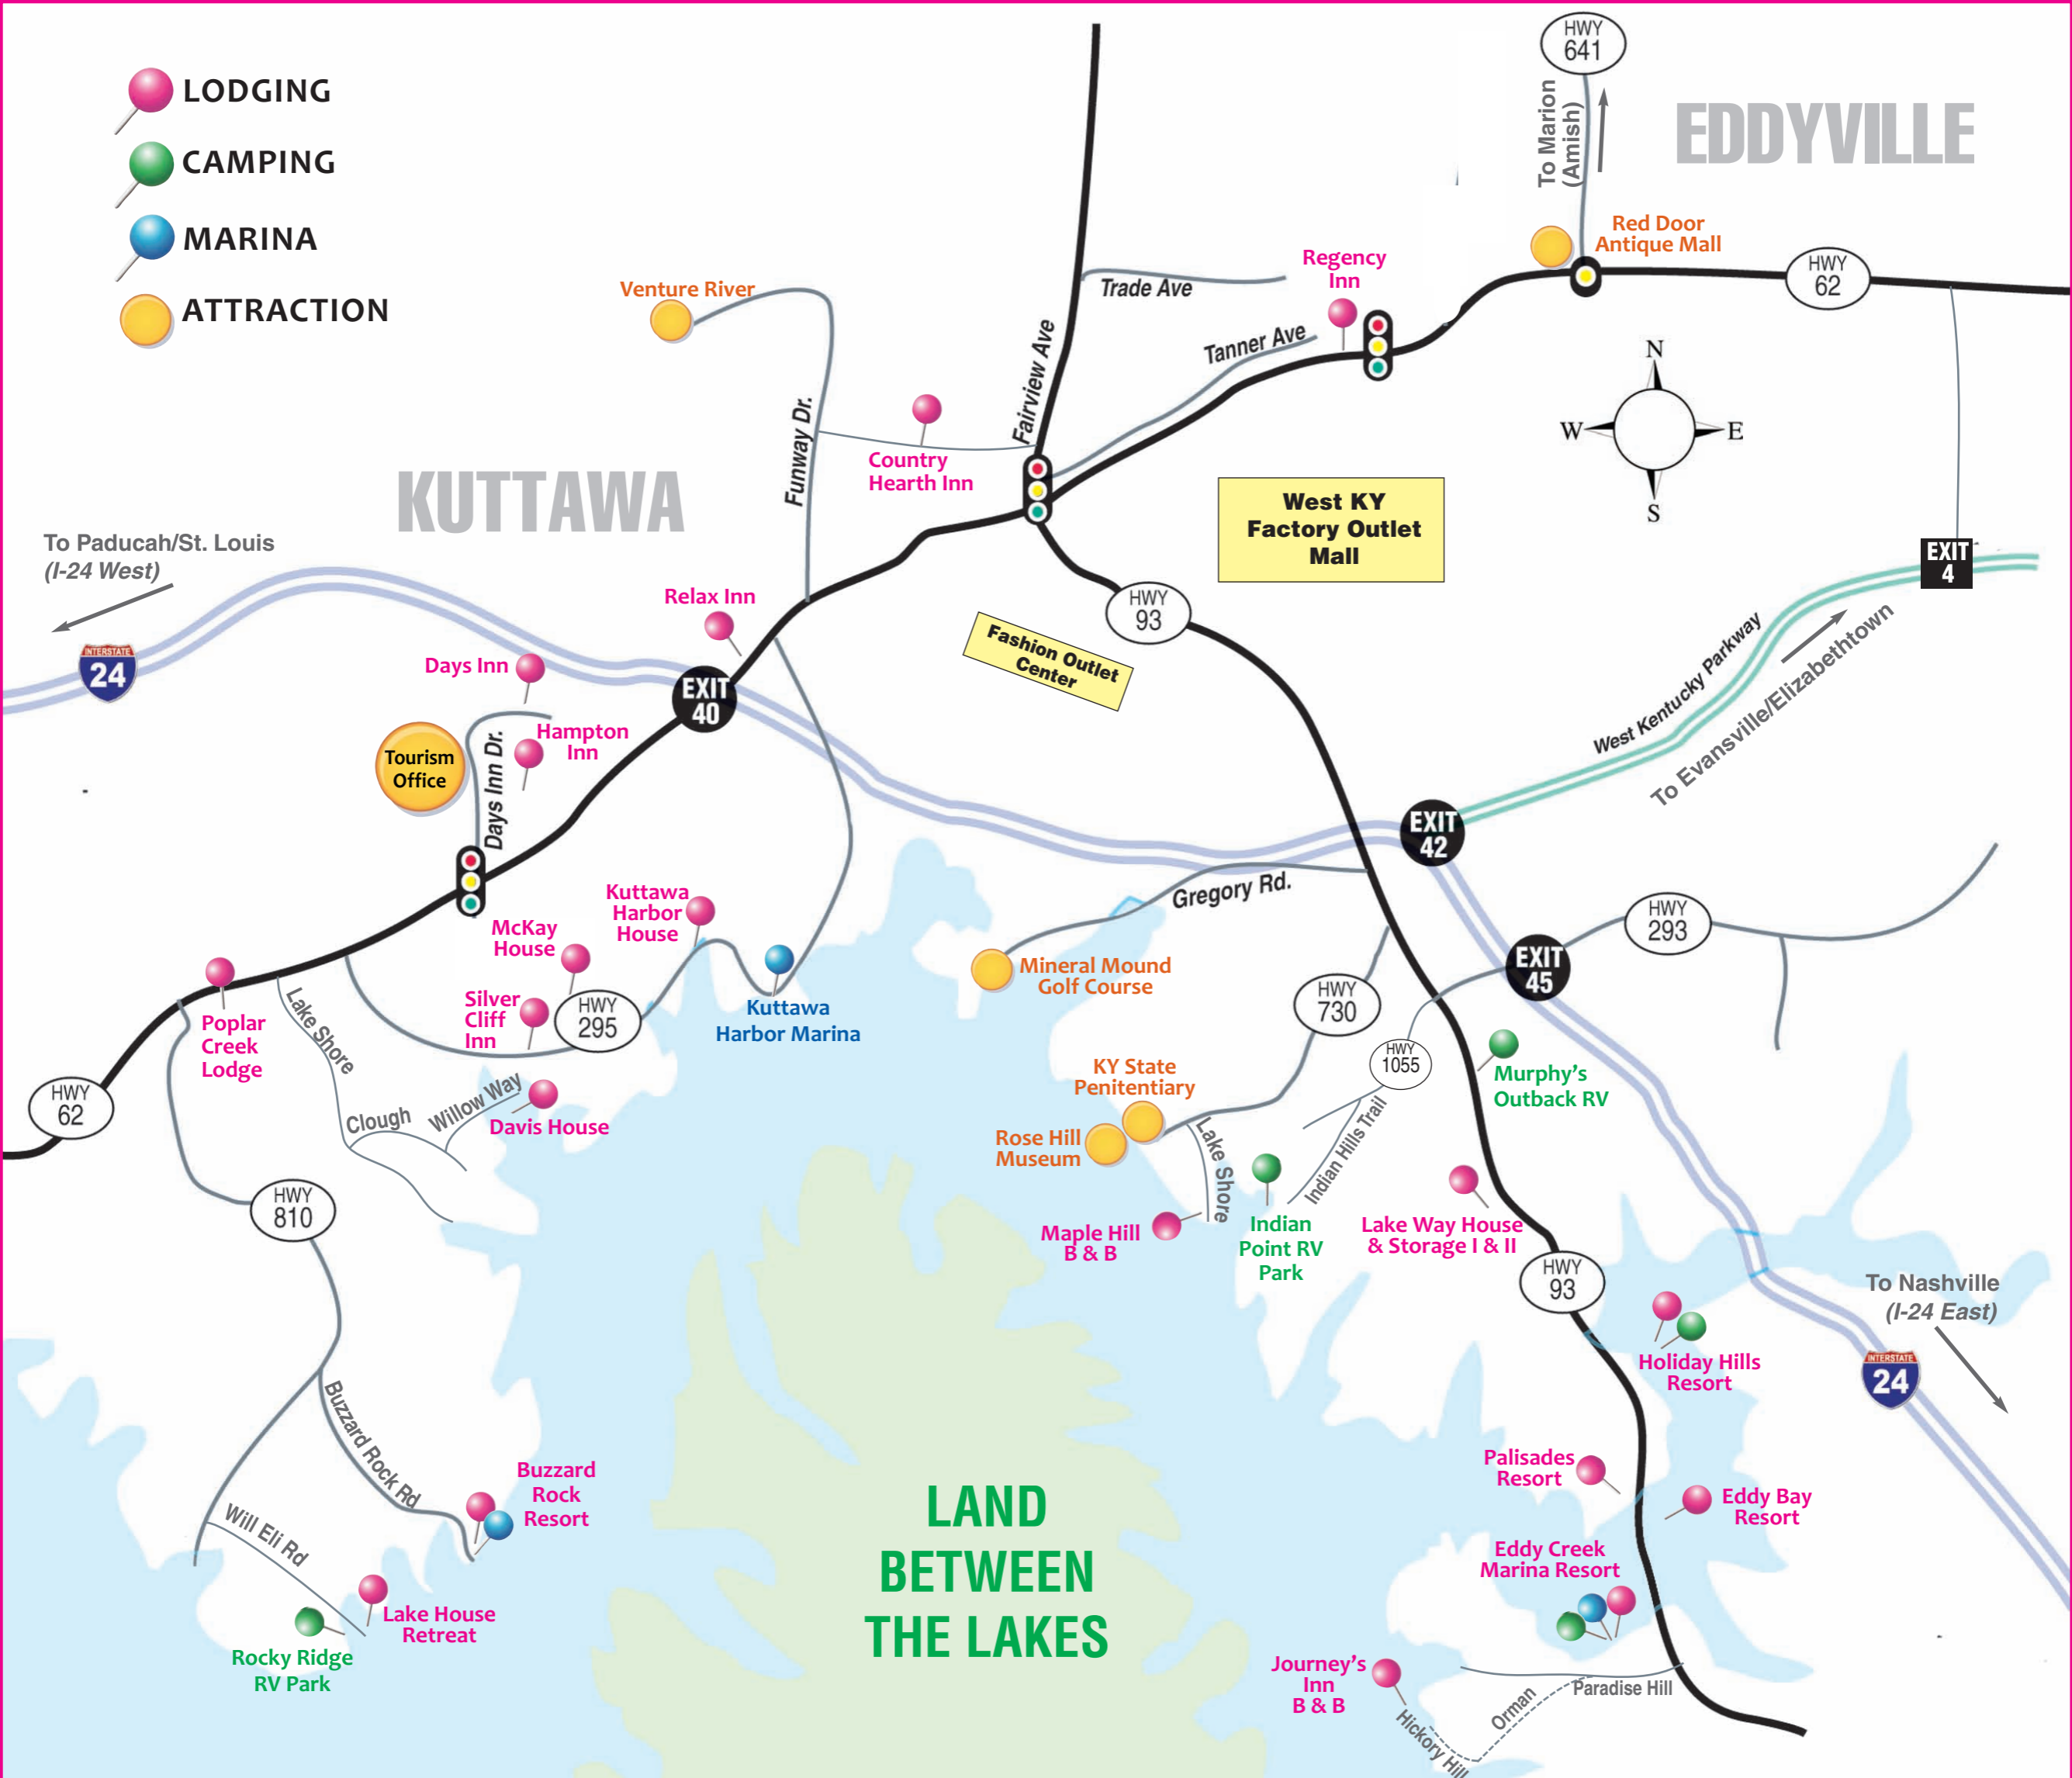 LODGING
CAMPING
MARINA
ATTRACTION
HWY
641
To Marion
(Amish)
EDDYVILLE
Red Door
Antique Mall
HWY
62
Regency
Inn
Trade Ave
Tanner Ave
Fairview Ave
Venture River
Funway Dr.
Country
Hearth Inn
N
W
E
S
KUTTAWA
West KY
Factory Outlet
Mall
To Paducah/St. Louis
(I-24 West)
INTERSTATE
24
EXIT
4
Relax Inn
HWY
93
Fashion Outlet
Center
West Kentucky Parkway
To Evansville/Elizabethtown
Days Inn
EXIT
40
Hampton
Inn
Tourism
Office
Days Inn Dr.
EXIT
42
Gregory Rd.
Kuttawa
Harbor
House
McKay
House
HWY
293
EXIT
45
Mineral Mound
Golf Course
Silver
Cliff
Inn
HWY
295
Kuttawa
Harbor Marina
HWY
730
Poplar
Creek
Lodge
Lake Shore
HWY
1055
Murphy's
Outback RV
KY State
Penitentiary
HWY
62
Clough
Willow Way
Davis House
Rose Hill
Museum
Lake Shore
Indian Hills Trail
HWY
810
Maple Hill
B & B
Indian
Point RV
Park
Lake Way House
& Storage I & II
HWY
93
To Nashville
(I-24 East)
Holiday Hills
Resort
INTERSTATE
24
Buzzard Rock Rd
Buzzard
Rock
Resort
Palisades
Resort
Eddy Bay
Resort
LAND
BETWEEN
THE LAKES
Will Eli Rd
Eddy Creek
Marina Resort
Lake House
Retreat
Rocky Ridge
RV Park
Journey's
Inn
B & B
Paradise Hill
Orman
Hickory Hill